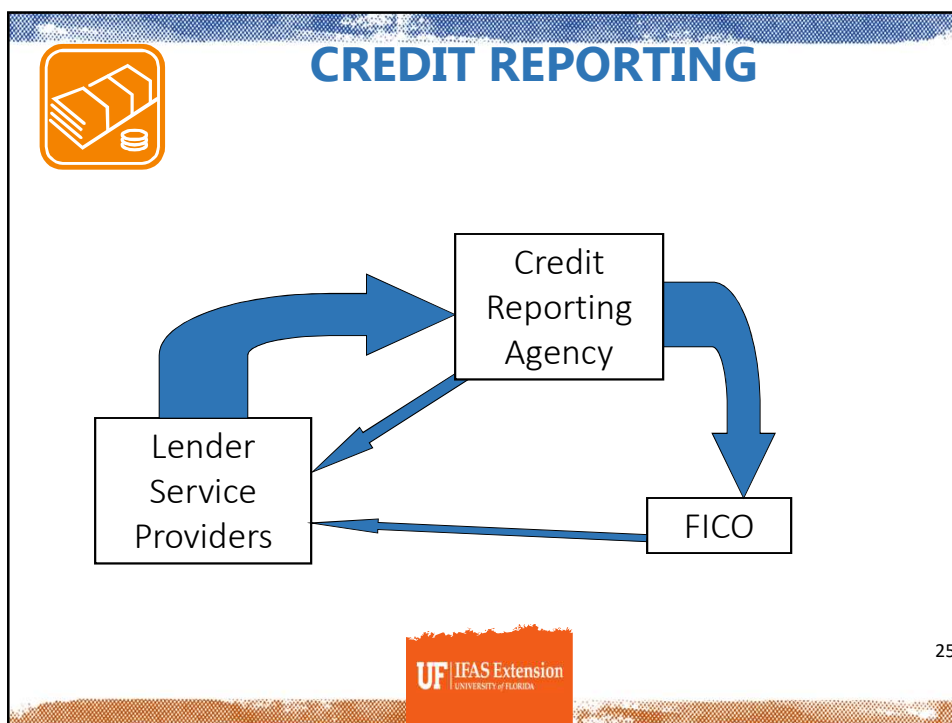 CREDIT REPORTING
Credit
Reporting
Agency
Lender
Service
Providers
FICO
25
UF IFAS Extension
UNIVERSITY of FLORIDA